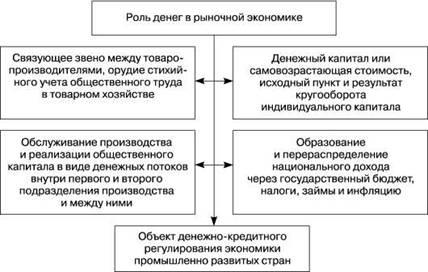 Роль денег в рыночной экономике
Связующее звено между товаро-
производителями, орудие стихий-
ного учета общественного труда
в товарном хозяйстве
Денежный капитал или
самовозрастающая стоимость,
исходный пункт и результат
кругооборота
индивидуального капитала
Обслуживание производства
и реализации общественного
капитала в виде денежных потоков
внутри первого и второго
подразделения производства
и между ними
Образование
и перераспределение
национального дохода
через государственный бюджет,
налоги, займы и инфляцию
Объект денежно-кредитного
регулирования экономики
промышленно развитых стран